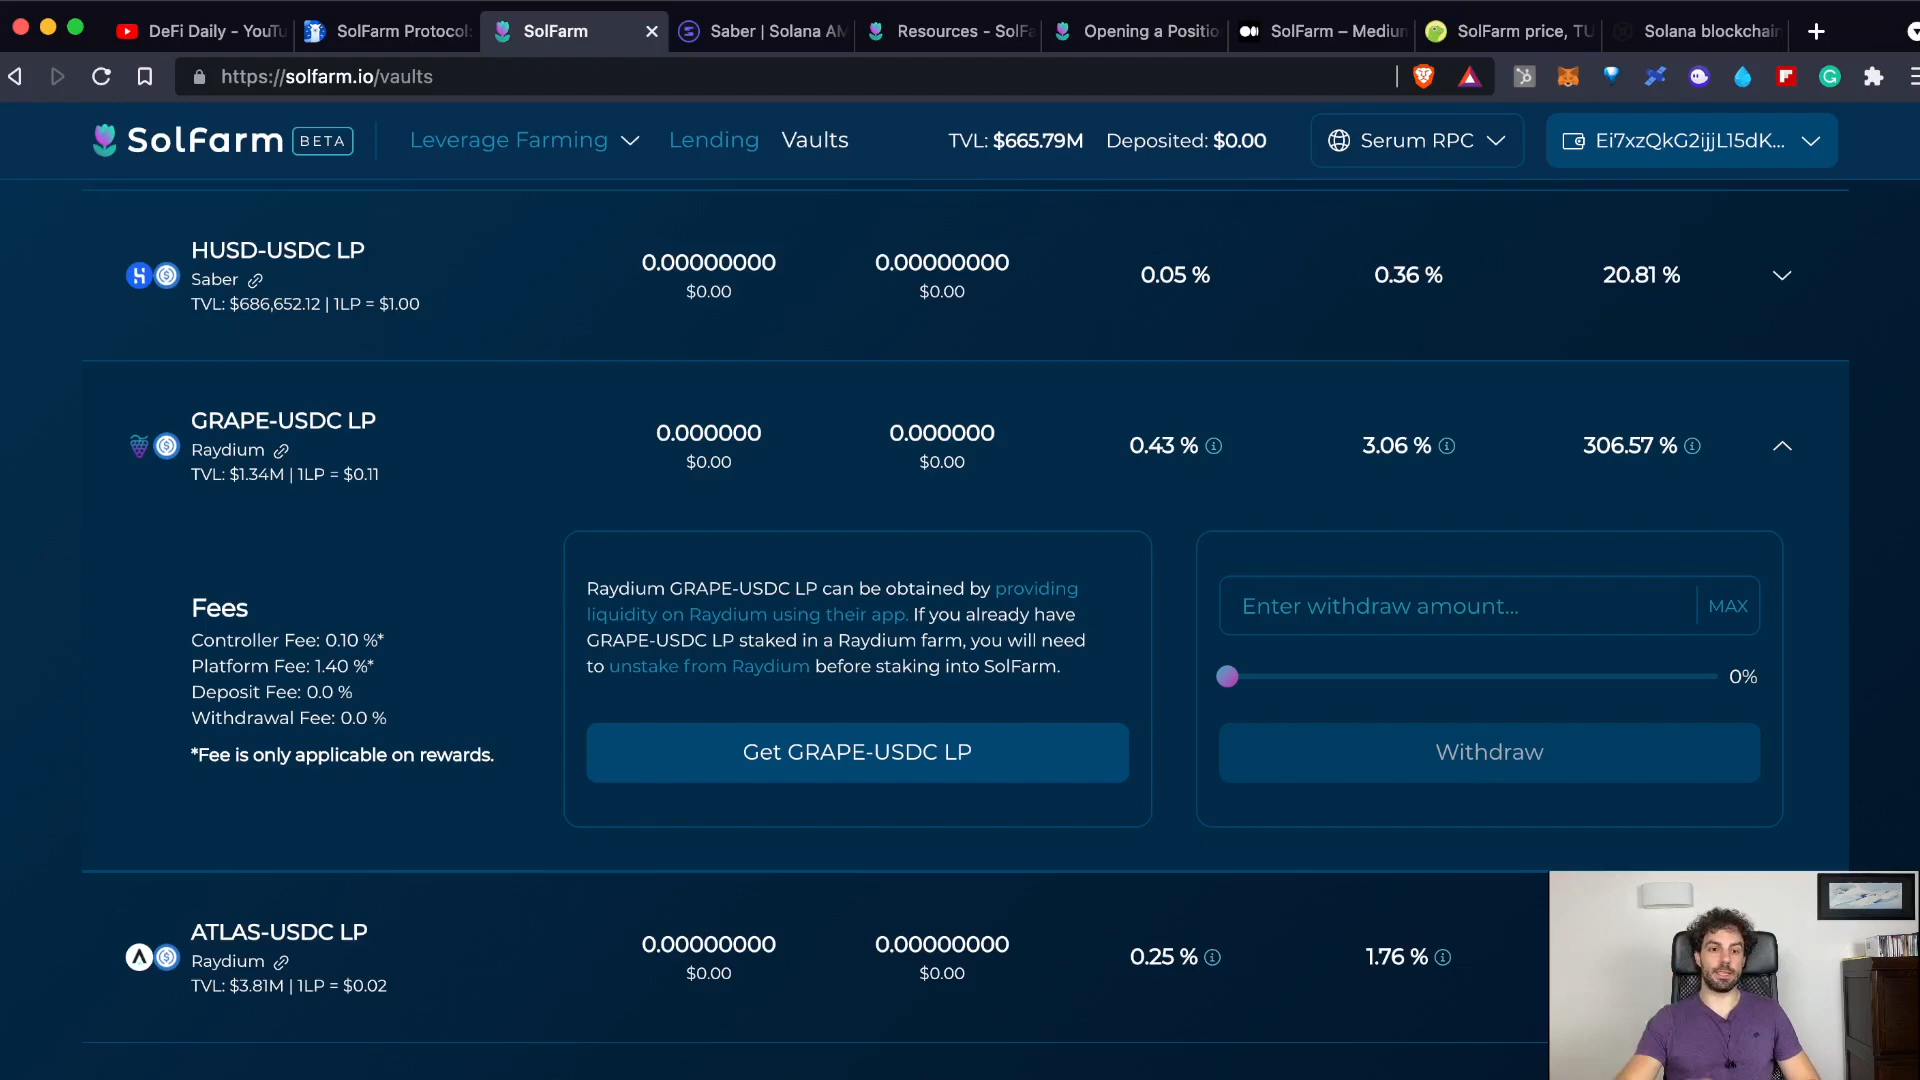 DeFi Daily - YouTu
SolFarm Protocol:
SolFarm
Saber | Solana AM
Resources - SolFa
Opening a Positio
SolFarm – Medium
SolFarm price, TU
Solana blockchain
https://solfarm.io/vaults
SolFarm BETA
Leverage Farming
Lending
Vaults
TVL: $665.79M
Deposited: $0.00
Serum RPC
Ei7xzQkG2ijjL15dK...
HUSD-USDC LP
Saber
TVL: $686,652.12 | 1LP = $1.00
0.00000000
$0.00
0.00000000
$0.00
0.05 %
0.36 %
20.81 %
GRAPE-USDC LP
Raydium
TVL: $1.34M | 1LP = $0.11
0.000000
$0.00
0.000000
$0.00
0.43 %
3.06 %
306.57 %
Fees
Controller Fee: 0.10 %*
Platform Fee: 1.40 %*
Deposit Fee: 0.0 %
Withdrawal Fee: 0.0 %
*Fee is only applicable on rewards.
Raydium GRAPE-USDC LP can be obtained by providing
liquidity on Raydium using their app. If you already have
GRAPE-USDC LP staked in a Raydium farm, you will need
to unstake from Raydium before staking into SolFarm.
Get GRAPE-USDC LP
Enter withdraw amount...
MAX
0%
Withdraw
ATLAS-USDC LP
Raydium
TVL: $3.81M | 1LP = $0.02
0.00000000
$0.00
0.00000000
$0.00
0.25 %
1.76 %